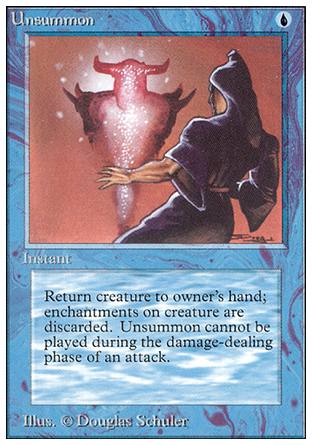 Unsummon
Instant
Return creature to owner's hand;
enchantments on creature are
discarded. Unsummon cannot be
played during the damage-dealing
phase of an attack.
Illus. © Douglas Schuler